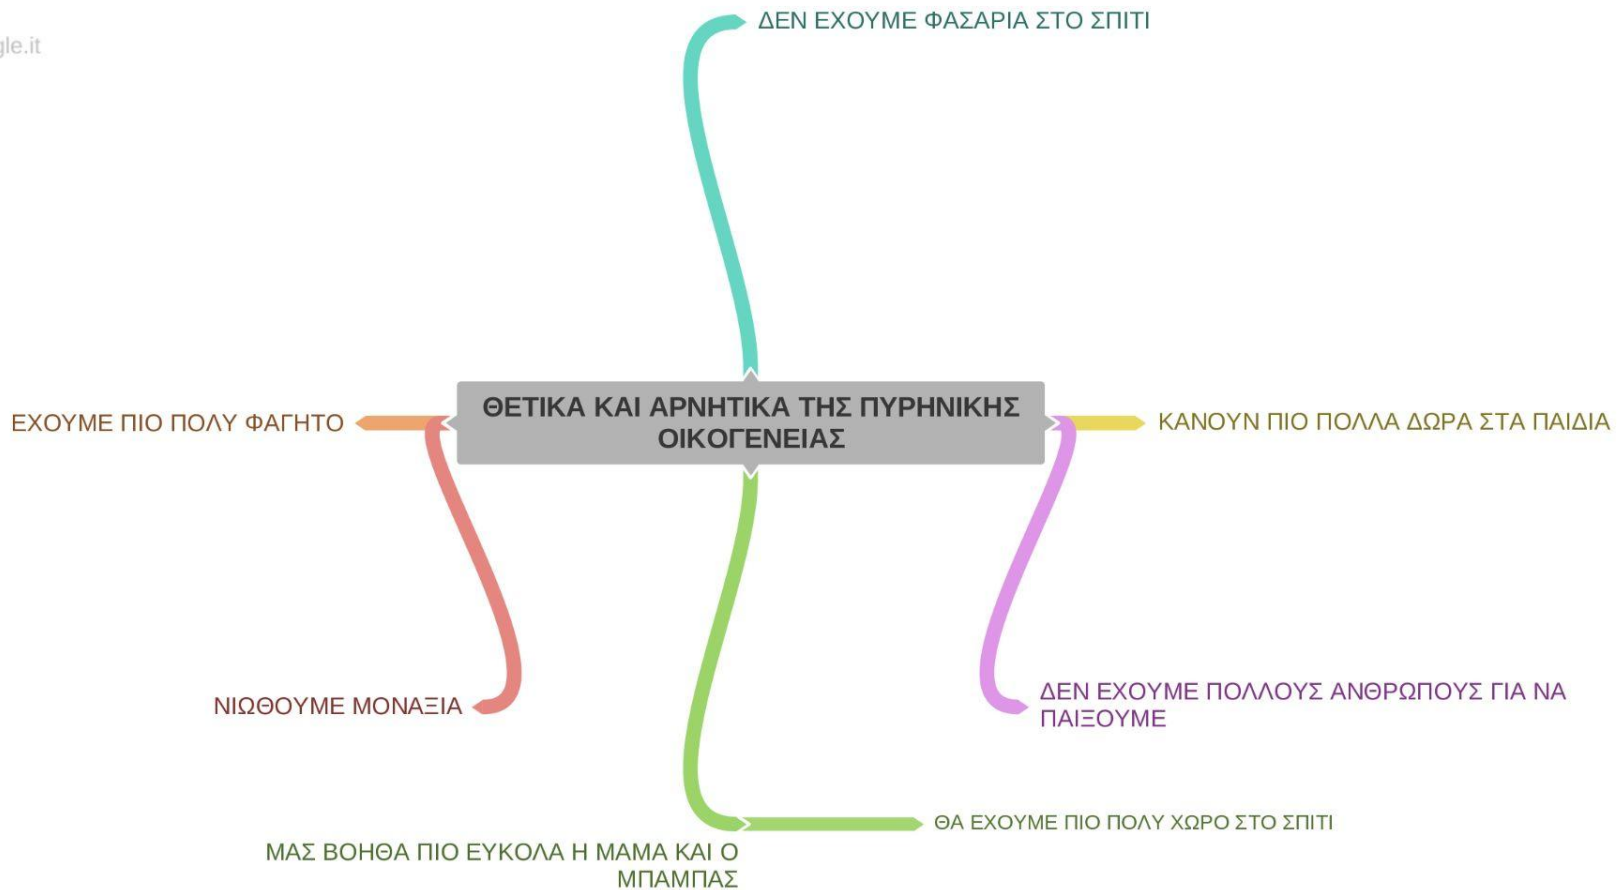 ΔΕΝ ΕΧΟΥΜΕ ΦΑΣΑΡΙΑ ΣΤΟ ΣΠΙΤΙ
gle.it
ΘΕΤΙΚΑ ΚΑΙ ΑΡΝΗΤΙΚΑ ΤΗΣ ΠΥΡΗΝΙΚΗΣ
ΟΙΚΟΓΕΝΕΙΑΣ
ΕΧΟΥΜΕ ΠΙΟ ΠΟΛΥ ΦΑΓΗΤΟ
ΚΑΝΟΥΝ ΠΙΟ ΠΟΛΛΑ ΔΩΡΑ ΣΤΑ ΠΑΙΔΙΑ
ΝΙΩΘΟΥΜΕ ΜΟΝΑΞΙΑ
ΔΕΝ ΕΧΟΥΜΕ ΠΟΛΛΟΥΣ ΑΝΘΡΩΠΟΥΣ ΓΙΑ ΝΑ
ΠΑΙΞΟΥΜΕ
ΘΑ ΕΧΟΥΜΕ ΠΙΟ ΠΟΛΥ ΧΩΡΟ ΣΤΟ ΣΠΙΤΙ
ΜΑΣ ΒΟΗΘΑ ΠΙΟ ΕΥΚΟΛΑ Η ΜΑΜΑ ΚΑΙ Ο
ΜΠΑΜΠΑΣ